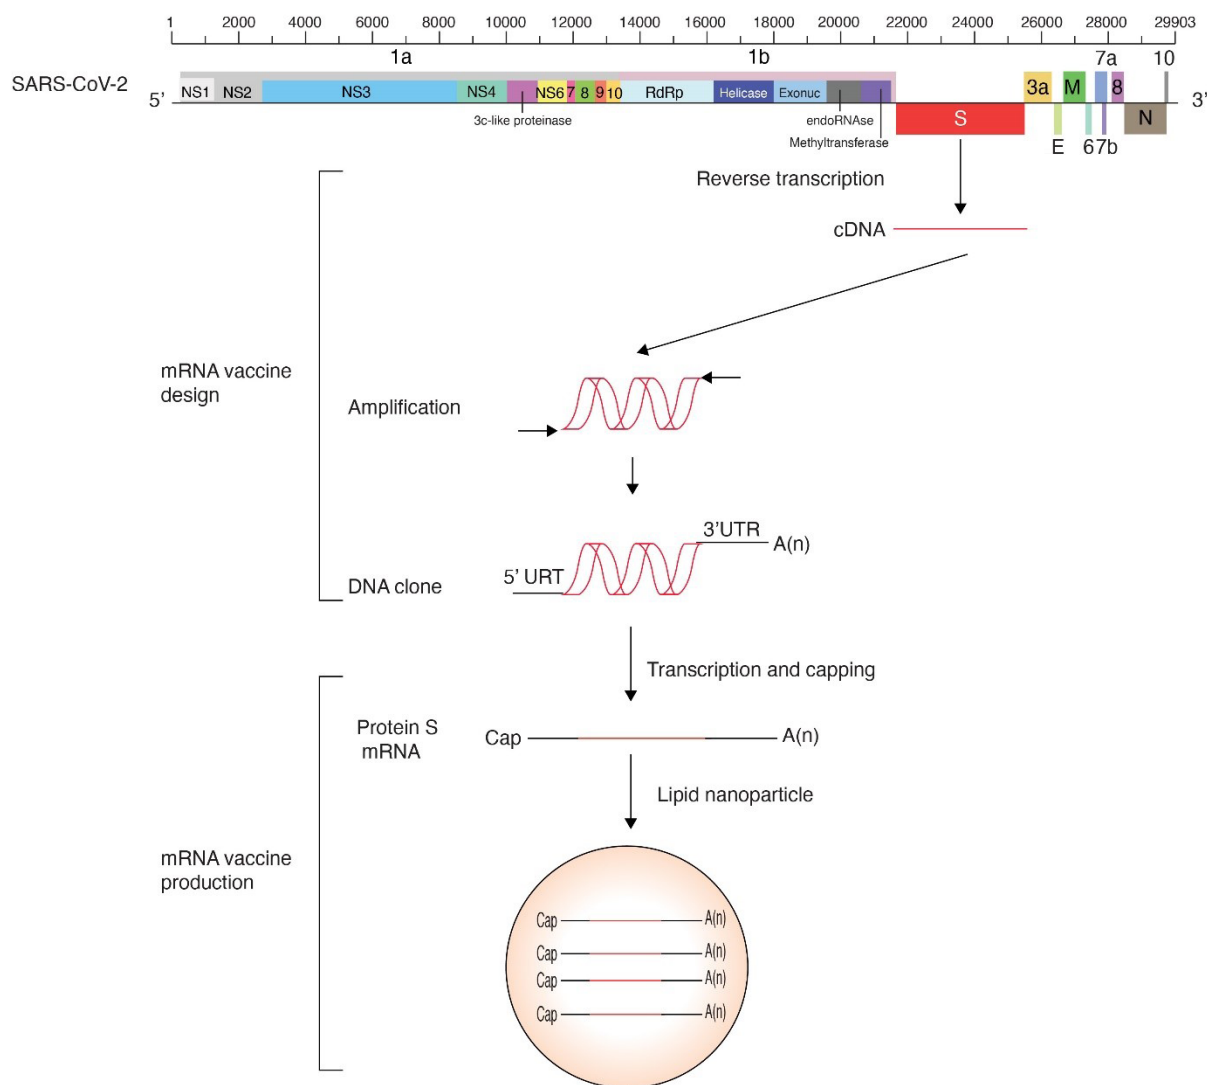 1 2000 4000 6000 8000 10000 12000 14000 16000 18000 20000 22000 24000 26000 28000 29903
1a 1b 7a 10
SARS-CoV-2
5’ NS1 NS2 NS3 NS4 NS6 7 8 9 10 RdRp Helicase Exonuc 3a M 8 3’
3c-like proteinase endoRNAse S N
Methyltransferase E 6 7b
Reverse transcription
cDNA
mRNA vaccine
design
Amplification
3’UTR A(n)
5’ URT
DNA clone
Transcription and capping
Protein S
mRNA
Cap A(n)
Lipid nanoparticle
mRNA vaccine
production
Cap A(n)
Cap A(n)
Cap A(n)
Cap A(n)